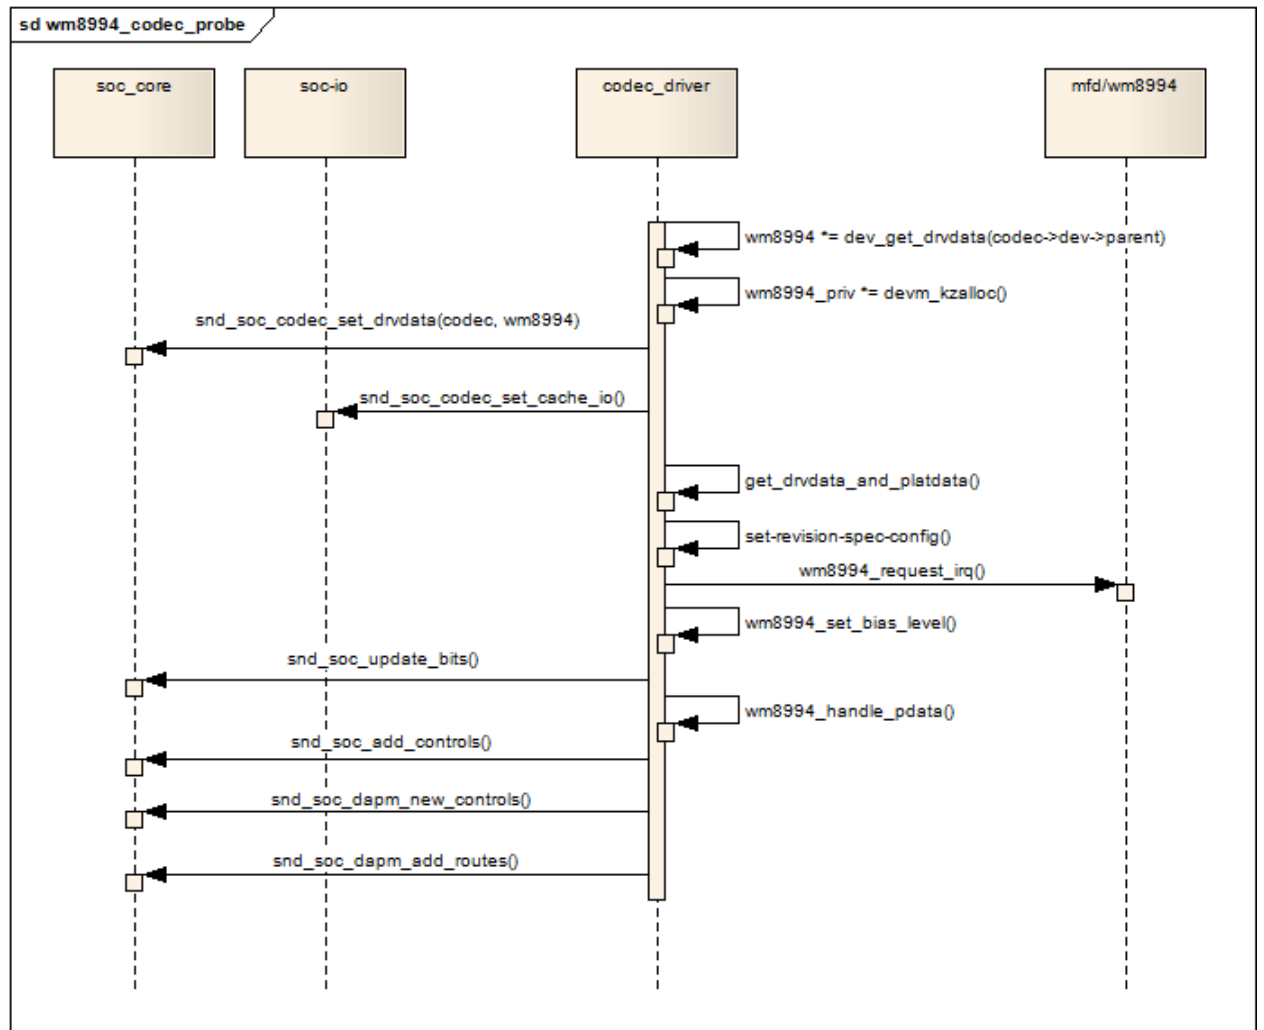 sd wm8994_codec_probe
soc_core
soc-io
codec_driver
mfd/wm8994
wm8994 *= dev_get_drvdata(codec->dev->parent)
wm8994_priv *= devm_kzalloc()
snd_soc_codec_set_drvdata(codec, wm8994)
snd_soc_codec_set_cache_io()
get_drvdata_and_platdata()
set-revision-spec-config()
wm8994_request_irq()
wm8994_set_bias_level()
snd_soc_update_bits()
wm8994_handle_pdata()
snd_soc_add_controls()
snd_soc_dapm_new_controls()
snd_soc_dapm_add_routes()